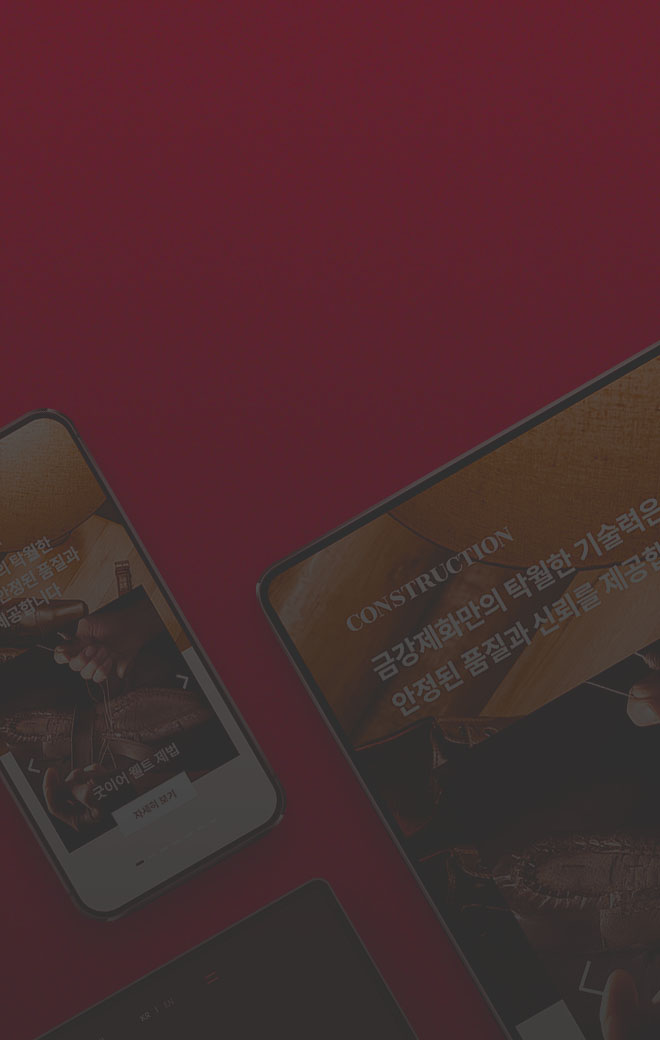 의 탁월한
안정된 품질과
제공합니다
굿이어 웰트 제법
자세히 보기
CONSTRUCTION
금강제화만의 탁월한 기술력은
안정된 품질과 신뢰를 제공합
KR